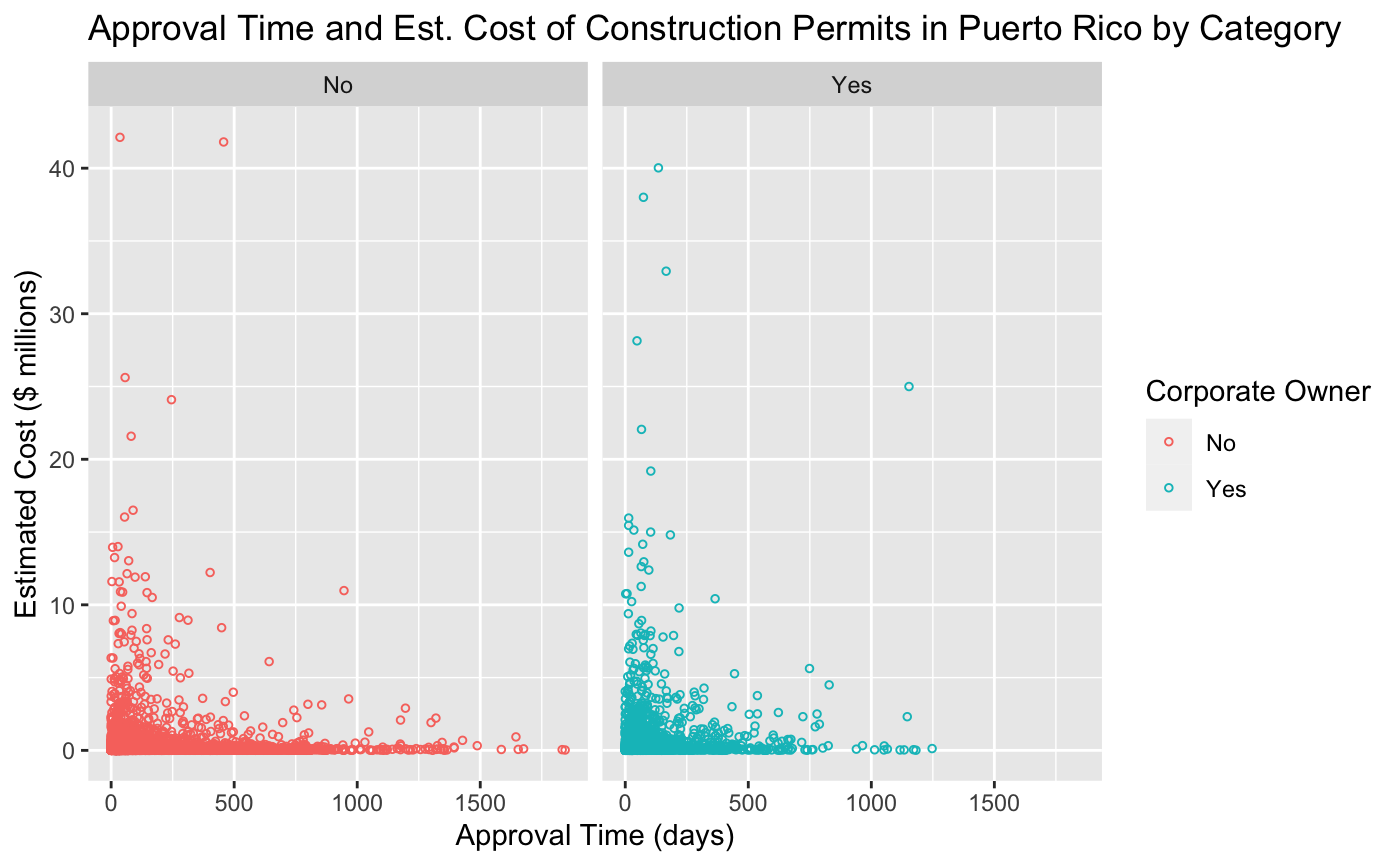 Approval Time and Est. Cost of Construction Permits in Puerto Rico by Category
No
Yes
Estimated Cost ($ millions)
40
30
20
10
0
0
500
1000
1500
0
500
1000
1500
Approval Time (days)
Corporate Owner
No
Yes